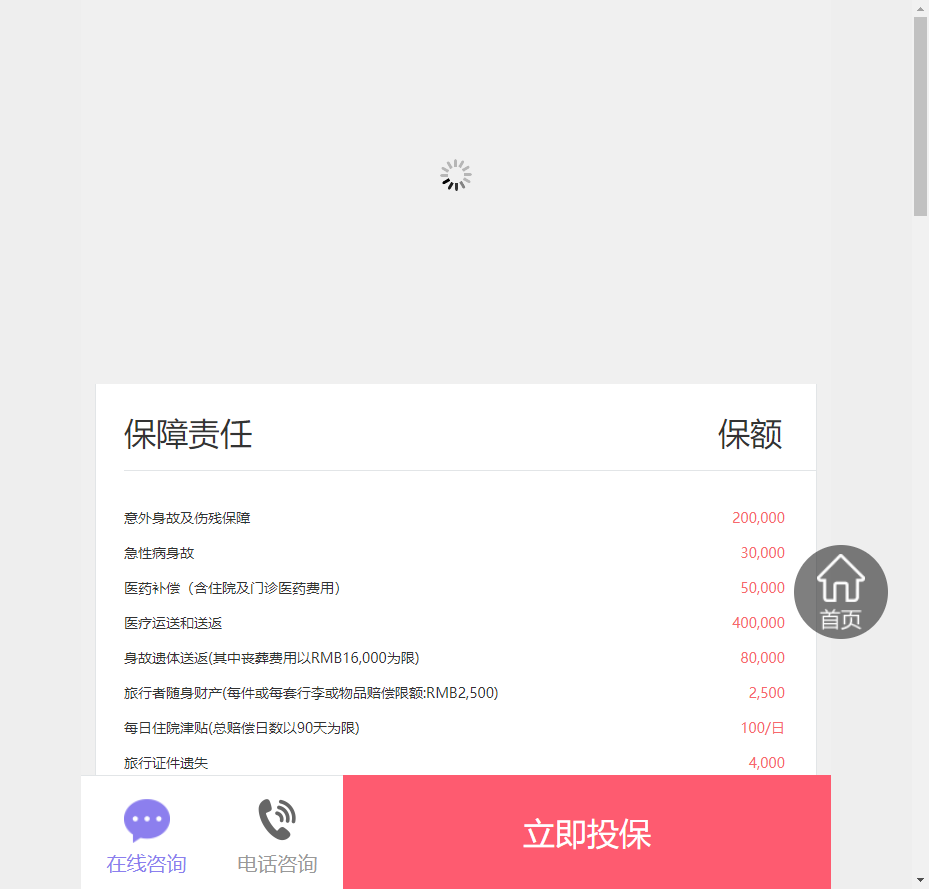 保障责任 保额
意外身故及伤残保障 200,000
急性病身故 30,000
医药补偿（含住院及门诊医药费用） 50,000
医疗运送和送返 400,000
身故遗体送返(其中丧葬费用以RMB16,000为限) 80,000
旅行者随身财产(每件或每套行李或物品赔偿限额:RMB2,500) 2,500
每日住院津贴(总赔偿日数以90天为限) 100/日
旅行证件遗失 4,000
首页
在线咨询 电话咨询 立即投保